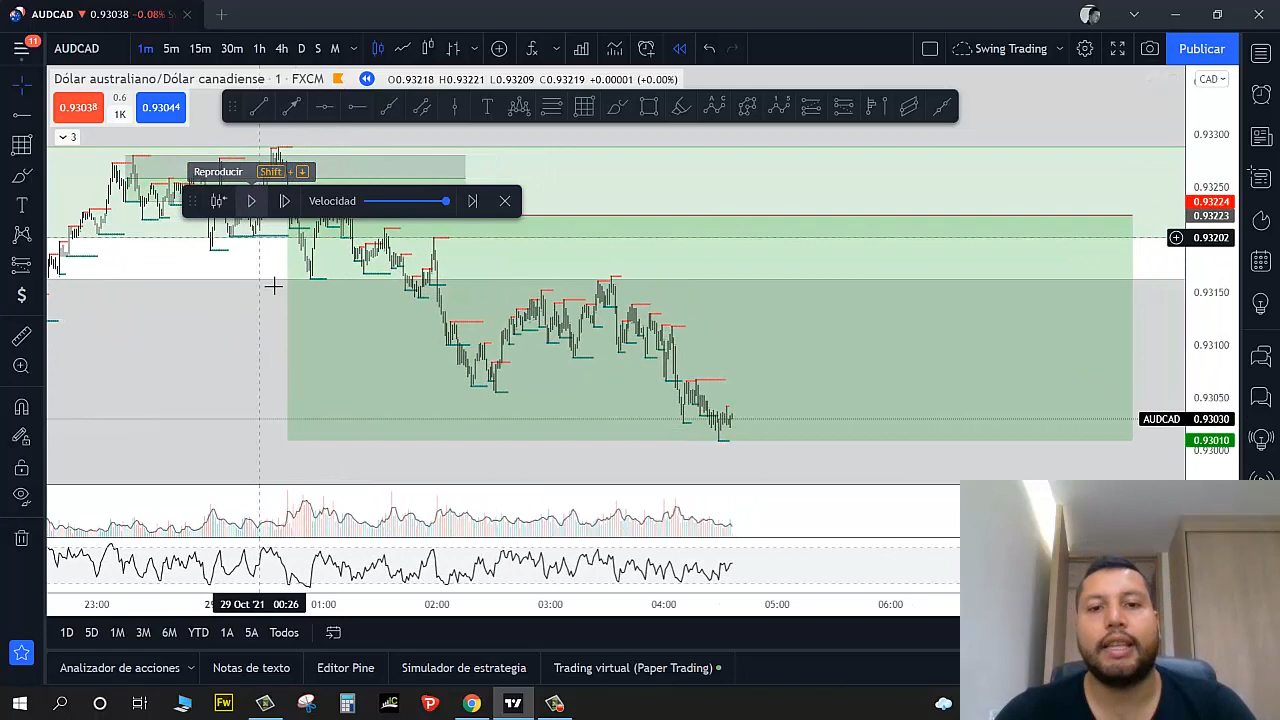 AUDCAD ▼ 0.93038 −0.08%
11
AUDCAD 1m 5m 15m 30m 1h 4h D S M
Swing Trading
Publicar
Dólar australiano/Dólar canadiense · 1 · FXCM
O0.93218 H0.93221 L0.93209 C0.93219 +0.00001 (+0.00%)
CAD
0.93038
0.6
1K
0.93044
3
Reproducir Shift + ↓
Velocidad
0.93300
0.93250
0.93224
0.93223
0.93202
0.93150
0.93100
0.93050
AUDCAD 0.93030
0.93010
0.93000
23:00
29 Oct '21 00:26
01:00
02:00
03:00
04:00
05:00
06:00
1D 5D 1M 3M 6M YTD 1A 5A Todos
Analizador de acciones
Notas de texto
Editor Pine
Simulador de estrategia
Trading virtual (Paper Trading)
Fw